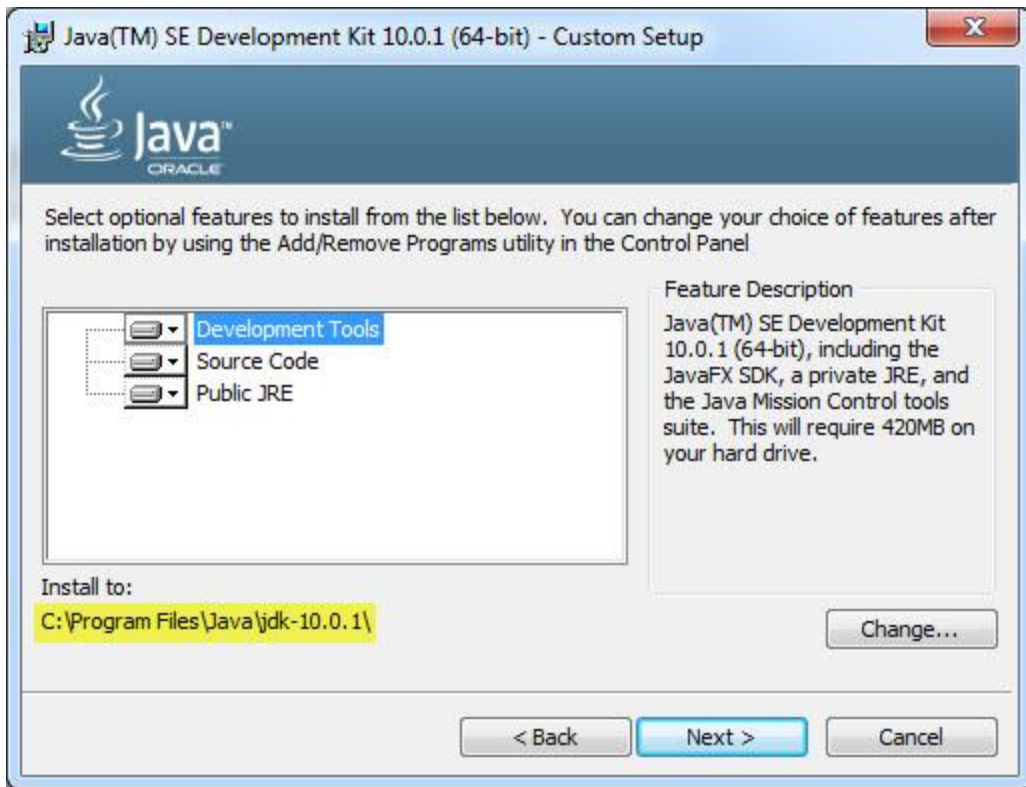 Java(TM) SE Development Kit 10.0.1 (64-bit) - Custom Setup
Java™
ORACLE
Select optional features to install from the list below.  You can change your choice of features after
installation by using the Add/Remove Programs utility in the Control Panel
Development Tools
Source Code
Public JRE
Feature Description
Java(TM) SE Development Kit
10.0.1 (64-bit), including the
JavaFX SDK, a private JRE, and
the Java Mission Control tools
suite.  This will require 420MB on
your hard drive.
Install to:
C:\Program Files\Java\jdk-10.0.1\
Change...
< Back
Next >
Cancel